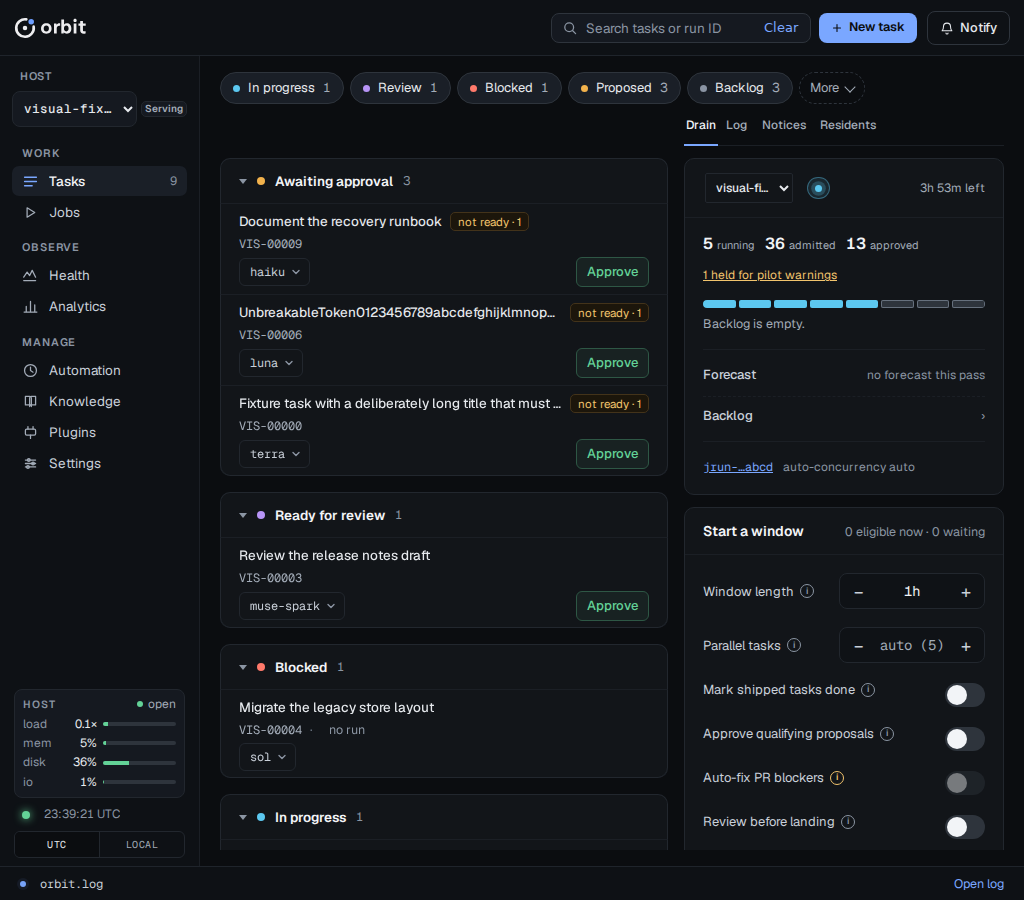 orbit
Search tasks or run ID Clear
+ New task
Notify
HOST
visual-fix… Serving
WORK
Tasks 9
Jobs
OBSERVE
Health
Analytics
MANAGE
Automation
Knowledge
Plugins
Settings
HOST open
load 0.1×
mem 5%
disk 36%
io 1%
23:39:21 UTC
UTC LOCAL
In progress 1
Review 1
Blocked 1
Proposed 3
Backlog 3
More
Awaiting approval 3
Document the recovery runbook not ready · 1
VIS-00009
haiku Approve
UnbreakableToken0123456789abcdefghijklmnop… not ready · 1
VIS-00006
luna Approve
Fixture task with a deliberately long title that must … not ready · 1
VIS-00000
terra Approve
Ready for review 1
Review the release notes draft
VIS-00003
muse-spark Approve
Blocked 1
Migrate the legacy store layout
VIS-00004 · no run
sol
In progress 1
Drain Log Notices Residents
visual-fi… 3h 53m left
5 running 36 admitted 13 approved
1 held for pilot warnings
Backlog is empty.
Forecast no forecast this pass
Backlog ›
jrun-…abcd auto-concurrency auto
Start a window 0 eligible now · 0 waiting
Window length − 1h +
Parallel tasks − auto (5) +
Mark shipped tasks done
Approve qualifying proposals
Auto-fix PR blockers
Review before landing
orbit.log Open log